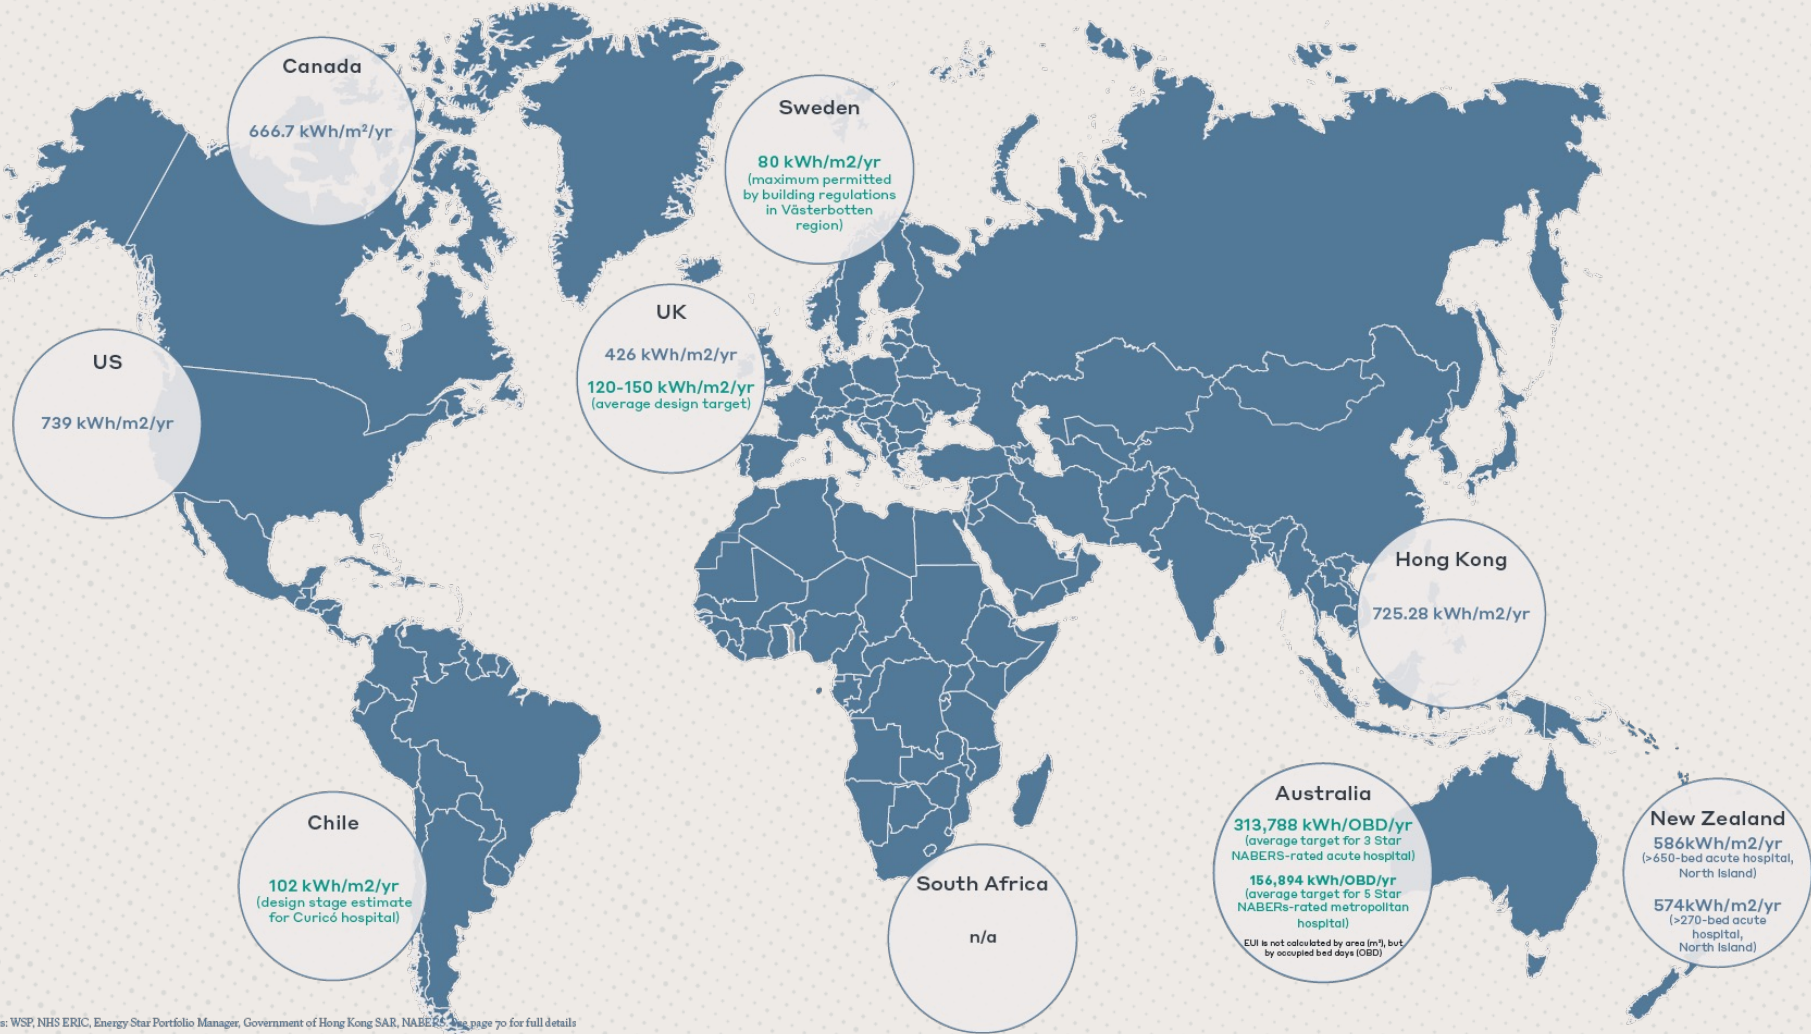 Canada
666.7 kWh/m²/yr
Sweden
80 kWh/m2/yr
(maximum permitted
by building regulations
in Västerbotten
region)
UK
426 kWh/m2/yr
120-150 kWh/m2/yr
(average design target)
US
739 kWh/m2/yr
Hong Kong
725.28 kWh/m2/yr
Chile
102 kWh/m2/yr
(design stage estimate
for Curicó hospital)
South Africa
n/a
Australia
313,788 kWh/OBD/yr
(average target for 3 Star
NABERS-rated acute hospital)
156,894 kWh/OBD/yr
(average target for 5 Star
NABERs-rated metropolitan
hospital)
EUI is not calculated by area (m²), but
by occupied bed days (OBD)
New Zealand
586kWh/m2/yr
(>650-bed acute hospital,
North Island)
574kWh/m2/yr
(>270-bed acute
hospital,
North Island)
s: WSP, NHS ERIC, Energy Star Portfolio Manager, Government of Hong Kong SAR, NABERS. See page 70 for full details